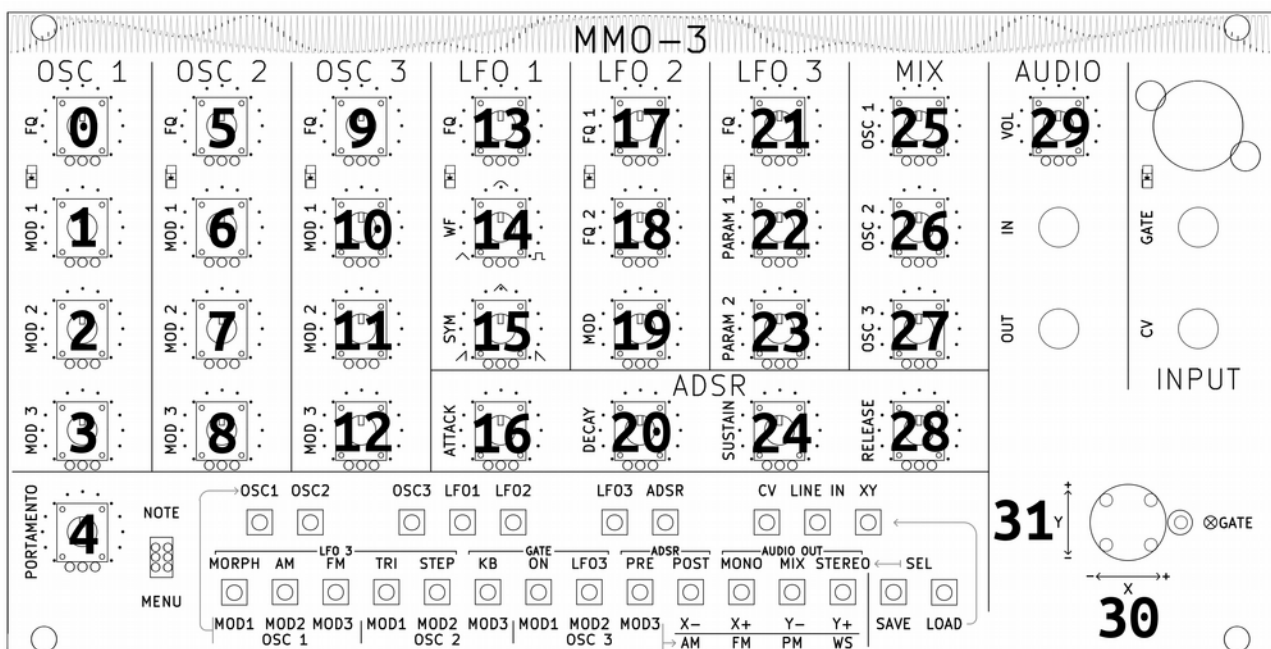 MMO-3
OSC 1 OSC 2 OSC 3 LFO 1 LFO 2 LFO 3 MIX AUDIO
FQ 0 FQ 5 FQ 9 FQ 13 FQ 1 17 FQ 21 OSC 1 25 VOL 29
MOD 1 1 MOD 1 6 MOD 1 10 WF 14 FQ 2 18 PARAM 1 22 OSC 2 26 IN GATE
MOD 2 2 MOD 2 7 MOD 2 11 SYM 15 MOD 19 PARAM 2 23 OSC 3 27 OUT CV
INPUT
ADSR
MOD 3 3 MOD 3 8 MOD 3 12 ATTACK 16 DECAY 20 SUSTAIN 24 RELEASE 28
PORTAMENTO 4
NOTE
MENU
OSC1 OSC2 OSC3 LFO1 LFO2 LFO3 ADSR CV LINE IN XY
LFO 3 GATE ADSR AUDIO OUT
MORPH AM FM TRI STEP KB ON LFO3 PRE POST MONO MIX STEREO SEL
MOD1 MOD2 MOD3 MOD1 MOD2 MOD3 MOD1 MOD2 MOD3 X- X+ Y- Y+ SAVE LOAD
OSC 1 OSC 2 OSC 3 AM FM PM WS
31 Y + -
GATE
- X +
30